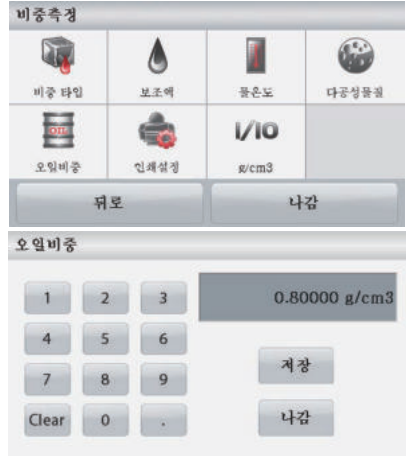 비중측정
비중 타입 보조액 물온도 다공성물질
OIL 1/10
오일비중 인쇄설정 g/cm3
뒤로 나감
오일비중
1 2 3 0.80000 g/cm3
4 5 6
저장
7 8 9
Clear 0 . 나감